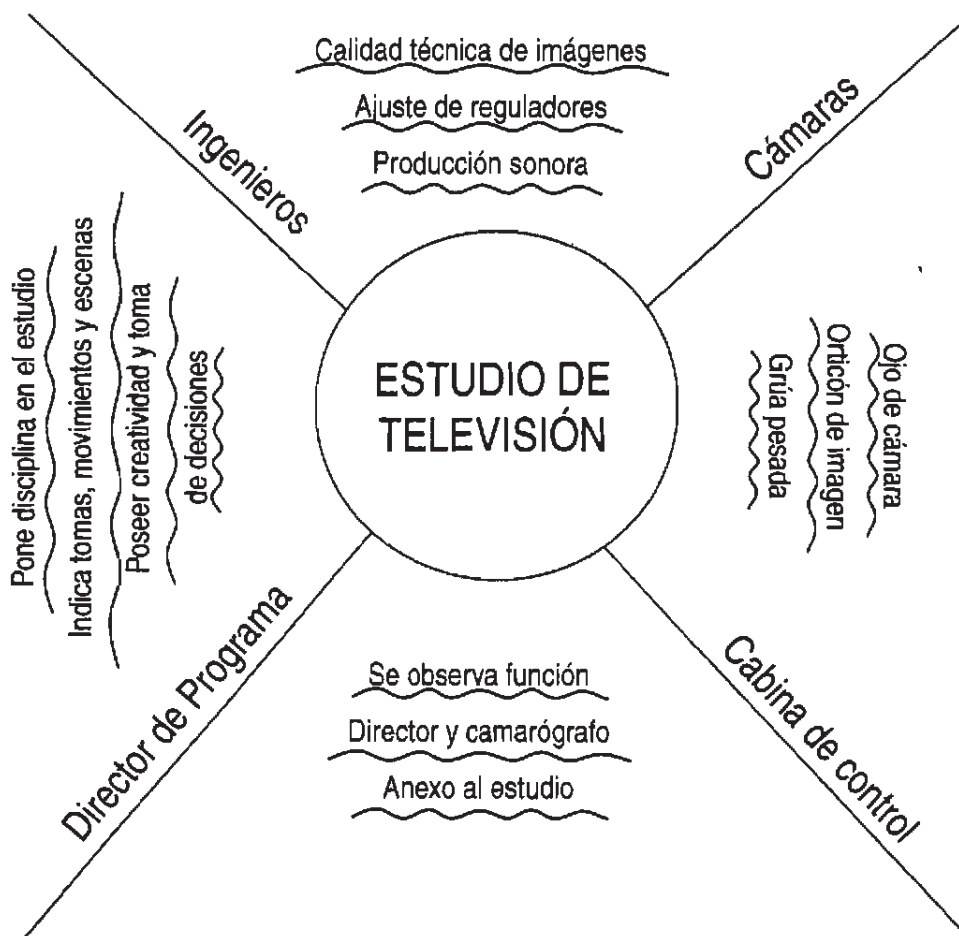 Calidad técnica de imágenes
Ajuste de reguladores
Producción sonora
Ingenieros
Cámaras
Pone disciplina en el estudio
Indica tomas, movimientos y escenas
Poseer creatividad y toma
de decisiones
ESTUDIO DE
TELEVISIÓN
Ojo de cámara
Orticón de imagen
Grúa pesada
Director de Programa
Cabina de control
Se observa función
Director y camarógrafo
Anexo al estudio